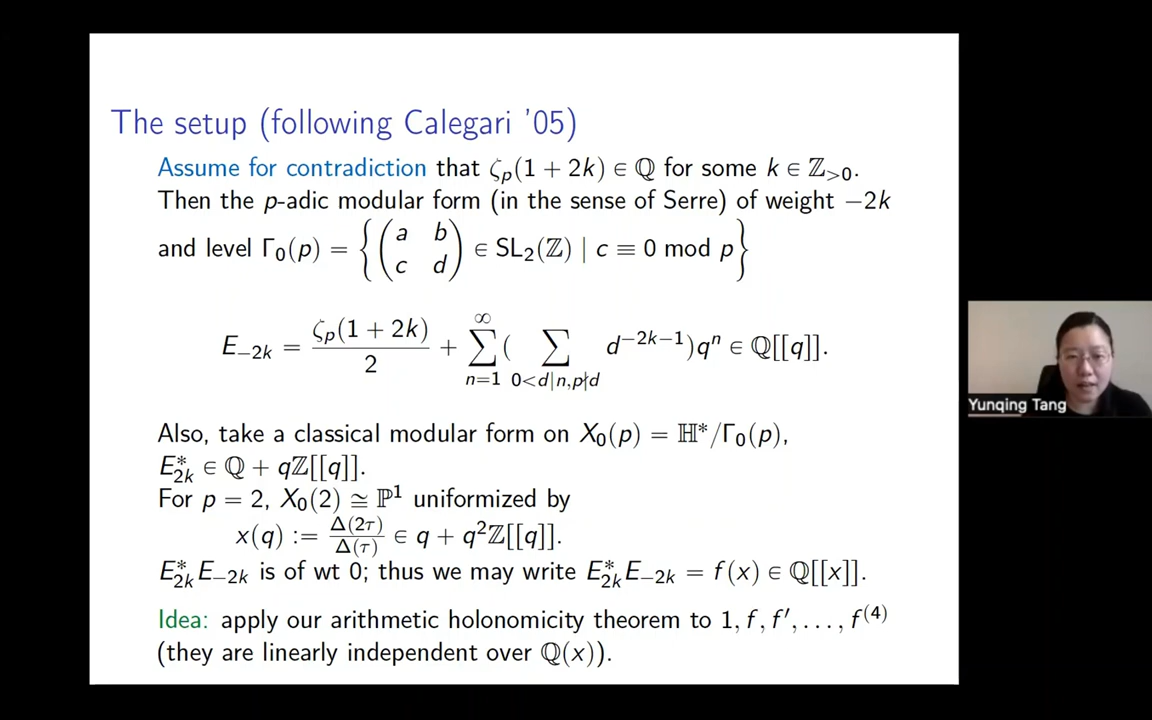 The setup (following Calegari '05)
Assume for contradiction that ζ_p(1 + 2k) ∈ ℚ for some k ∈ ℤ_{>0}.
Then the p-adic modular form (in the sense of Serre) of weight −2k
and level Γ_0(p) = { ( a b c d ) ∈ SL_2(ℤ) | c ≡ 0 mod p }
E_{−2k} = ζ_p(1 + 2k)/2 + ∑_{n=1}^{∞} ( ∑_{0<d|n, p∤d} d^{−2k−1})q^n ∈ ℚ[[q]].
Also, take a classical modular form on X_0(p) = ℍ*/Γ_0(p),
E*_{2k} ∈ ℚ + qℤ[[q]].
For p = 2, X_0(2) ≅ ℙ^1 uniformized by
x(q) := Δ(2τ)/Δ(τ) ∈ q + q^2ℤ[[q]].
E*_{2k}E_{−2k} is of wt 0; thus we may write E*_{2k}E_{−2k} = f(x) ∈ ℚ[[x]].
Idea: apply our arithmetic holonomicity theorem to 1, f, f′, . . . , f^{(4)}
(they are linearly independent over ℚ(x)).
Yunqing Tang